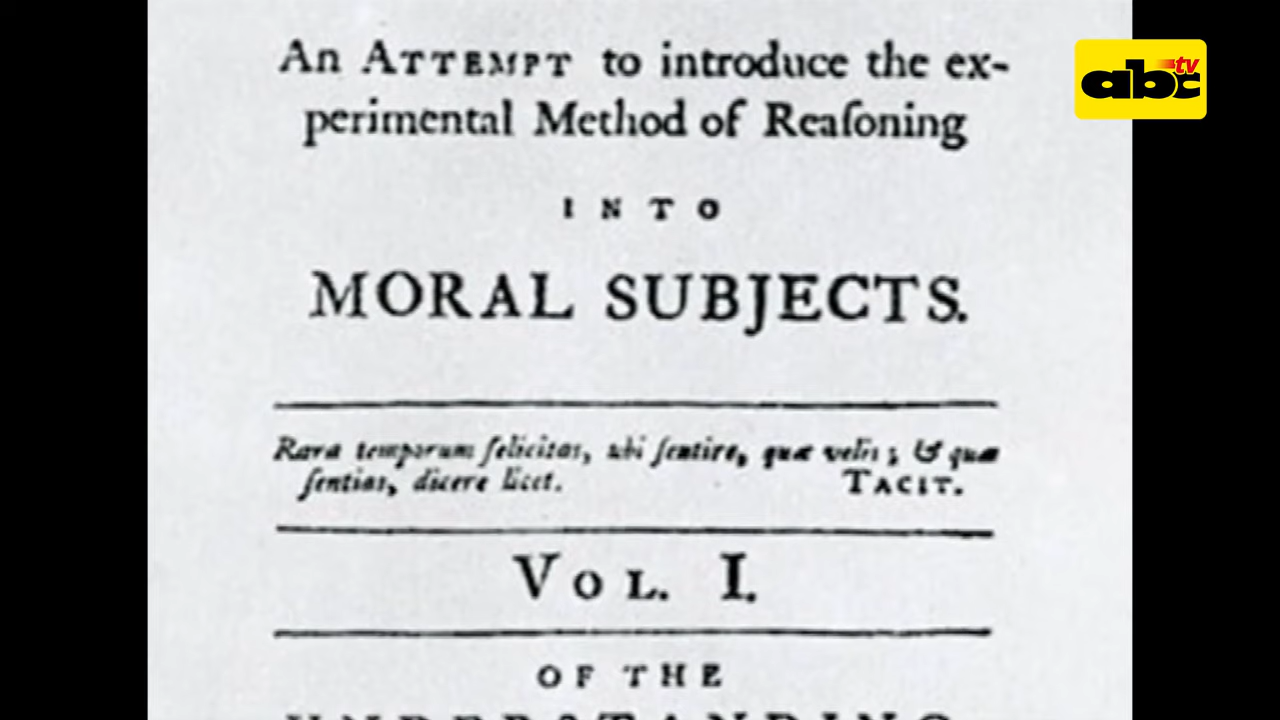 An ATTEMPT to introduce the ex-
perimental Method of Reaſoning
INTO
MORAL SUBJECTS.
Rara temporum felicitas, ubi ſentire, quæ velis; & quæ
ſentias, dicere licet.
TACIT.
VOL. I.
OF THE
UNDERSTANDING.
abc tv